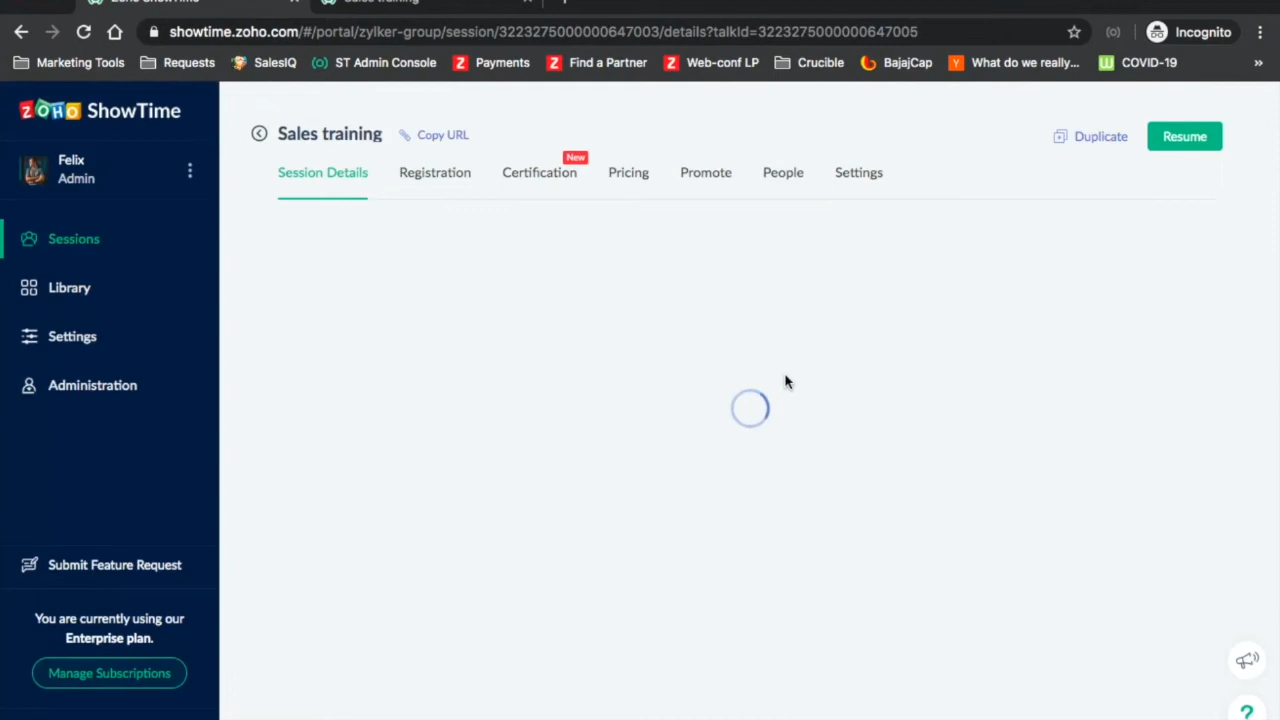 Sales training
showtime.zoho.com/#/portal/zylker-group/session/3223275000000647003/details?talkId=3223275000000647005
Incognito
Marketing Tools
Requests
SalesIQ
ST Admin Console
Payments
Find a Partner
Web-conf LP
Crucible
BajajCap
What do we really...
COVID-19
»
ZOHO ShowTime
Felix
Admin
Sessions
Library
Settings
Administration
Submit Feature Request
You are currently using our
Enterprise plan.
Manage Subscriptions
Sales training
Copy URL
Duplicate
Resume
Session Details
Registration
Certification
New
Pricing
Promote
People
Settings
?